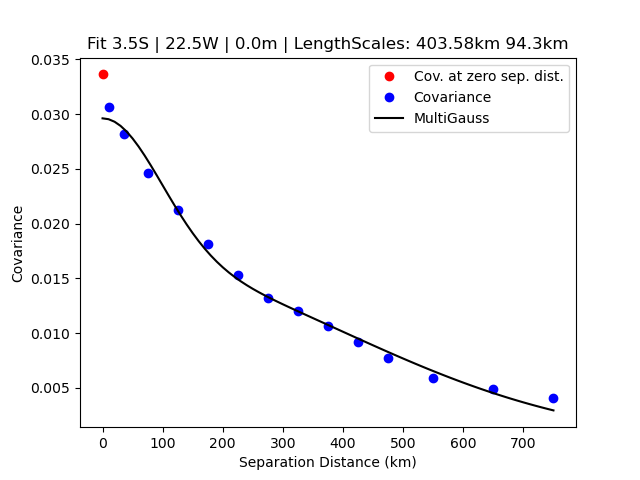 Fit 3.5S | 22.5W | 0.0m | LengthScales: 403.58km 94.3km
Cov. at zero sep. dist.
Covariance
MultiGauss
0.035
0.030
0.025
0.020
0.015
0.010
0.005
Covariance
0 100 200 300 400 500 600 700
Separation Distance (km)